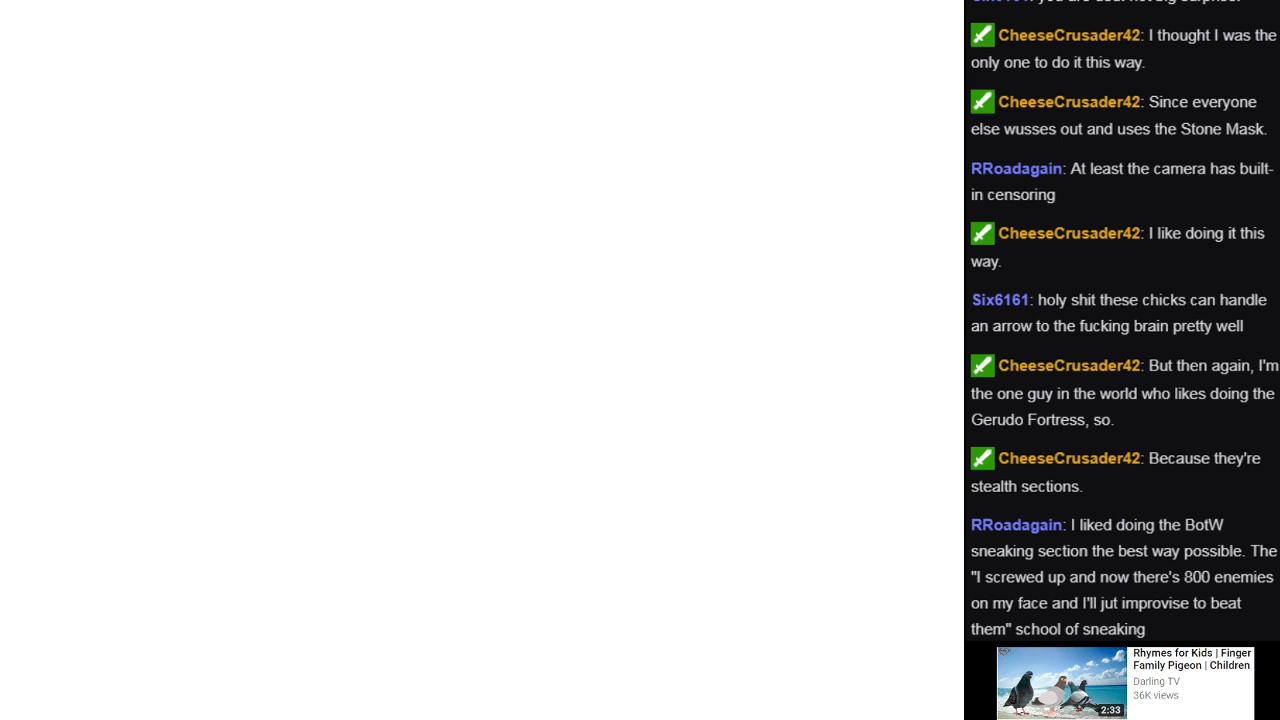 CheeseCrusader42: I thought I was the
only one to do it this way.
CheeseCrusader42: Since everyone
else wusses out and uses the Stone Mask.
RRoadagain: At least the camera has built-
in censoring
CheeseCrusader42: I like doing it this
way.
Six6161: holy shit these chicks can handle
an arrow to the fucking brain pretty well
CheeseCrusader42: But then again, I'm
the one guy in the world who likes doing the
Gerudo Fortress, so.
CheeseCrusader42: Because they're
stealth sections.
RRoadagain: I liked doing the BotW
sneaking section the best way possible. The
"I screwed up and now there's 800 enemies
on my face and I'll jut improvise to beat
them" school of sneaking
Rhymes for Kids | Finger
Family Pigeon | Children
Darling TV
36K views
2:33